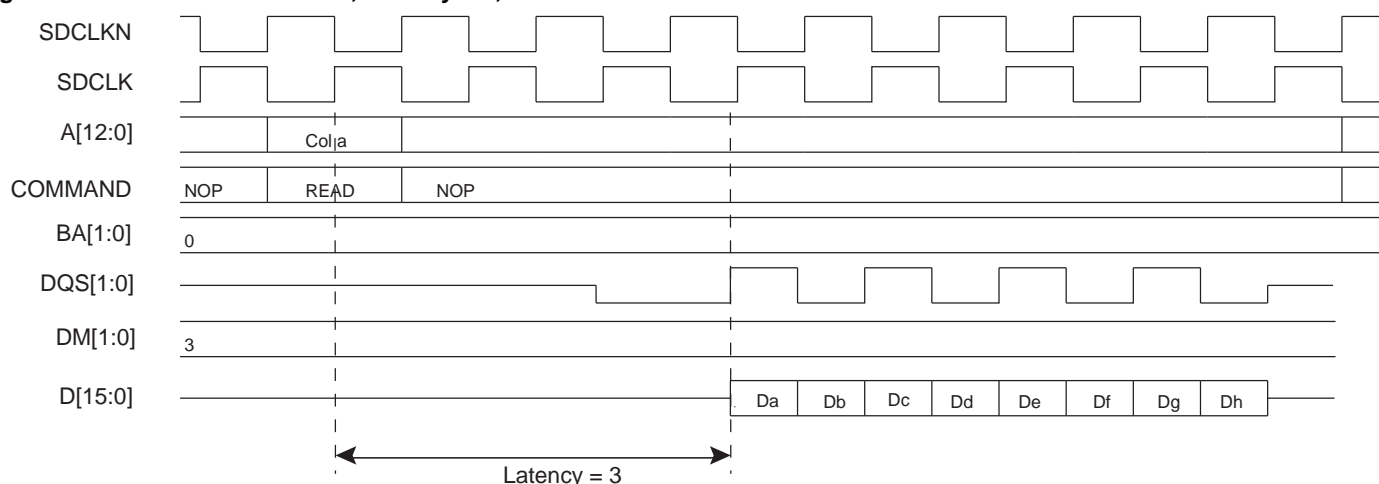 SDCLKN
SDCLK
A[12:0]
Col a
COMMAND
NOP READ NOP
BA[1:0]
0
DQS[1:0]
DM[1:0]
3
D[15:0]
Da Db Dc Dd De Df Dg Dh
Latency = 3